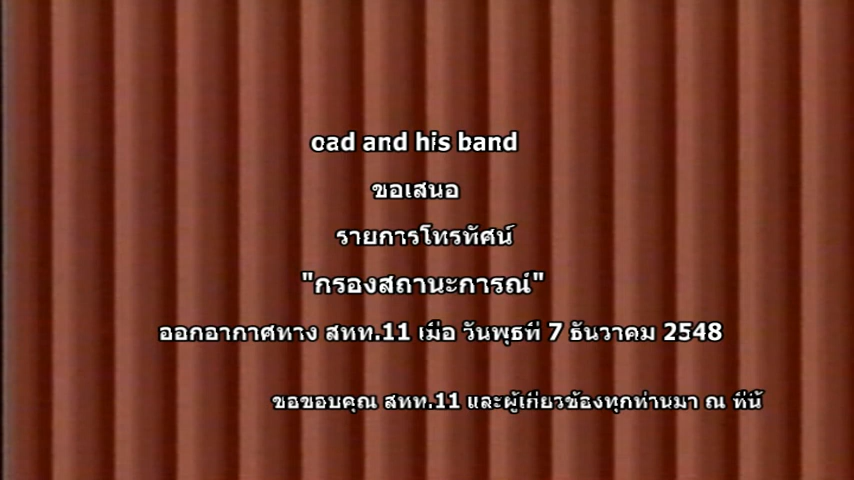 oad and his band
ขอเสนอ
รายการโทรทัศน์
"กรองสถานะการณ์"
ออกอากาศทาง สทท.11 เมื่อ วันพุธที่ 7 ธันวาคม 2548
ขอขอบคุณ สทท.11 และผู้เกี่ยวข้องทุกท่านมา ณ ที่นี้